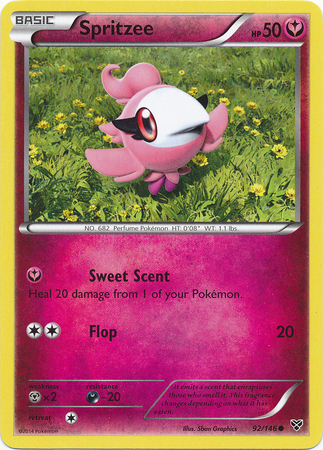 BASIC
Spritzee
HP50
NO. 682 Perfume Pokémon. HT: 0'08" WT: 1.1 lbs.
Sweet Scent
Heal 20 damage from 1 of your Pokémon.
Flop 20
weakness resistance
×2 -20
retreat
It emits a scent that enraptures
those who smell it. This fragrance
changes depending on what it has
eaten.
©2014 Pokémon
Illus. 5ban Graphics 92/146
XY